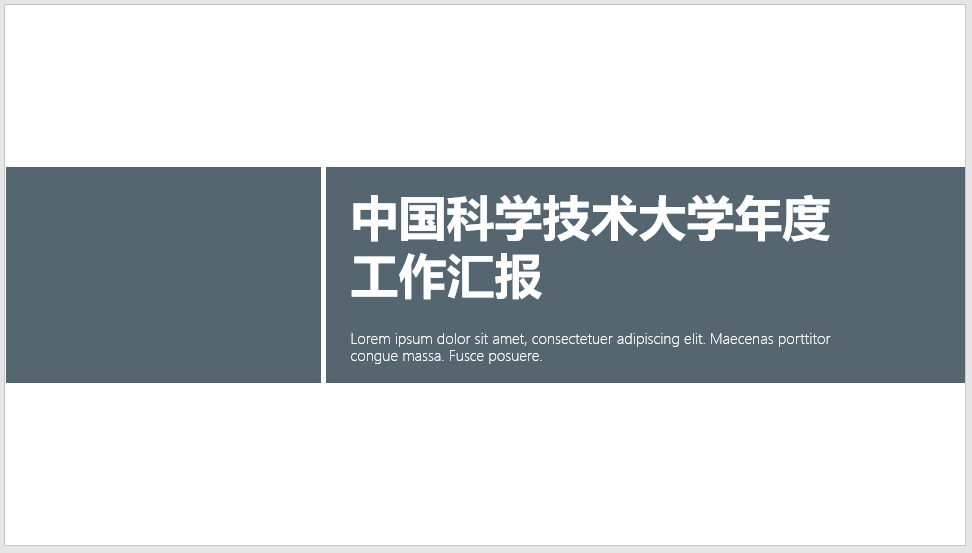 中国科学技术大学年度
工作汇报
Lorem ipsum dolor sit amet, consectetuer adipiscing elit. Maecenas porttitor
congue massa. Fusce posuere.